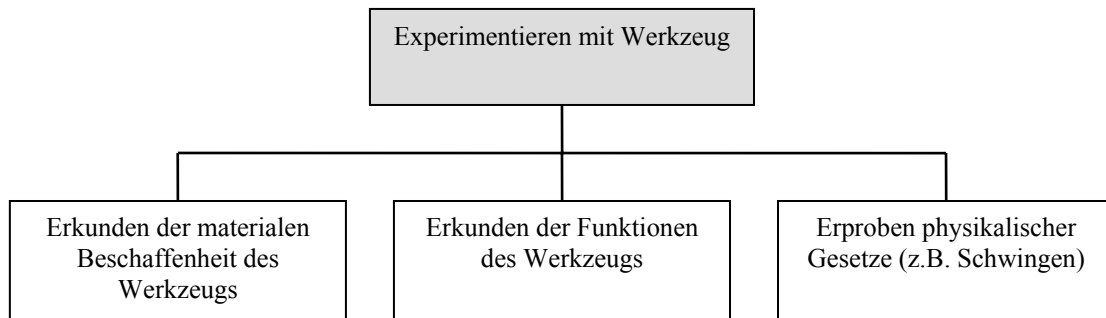 Experimentieren mit Werkzeug
Erkunden der materialen
Beschaffenheit des
Werkzeugs
Erkunden der Funktionen
des Werkzeugs
Erproben physikalischer
Gesetze (z.B. Schwingen)